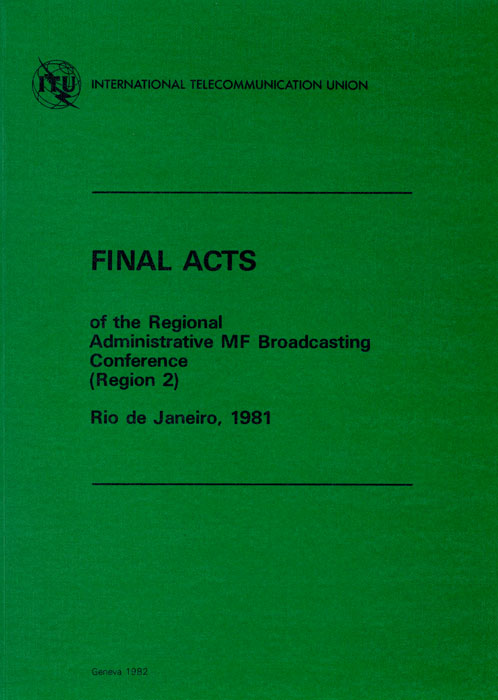 ITU
INTERNATIONAL TELECOMMUNICATION UNION
FINAL ACTS
of the Regional
Administrative MF Broadcasting
Conference
(Region 2)
Rio de Janeiro, 1981
Geneva 1982